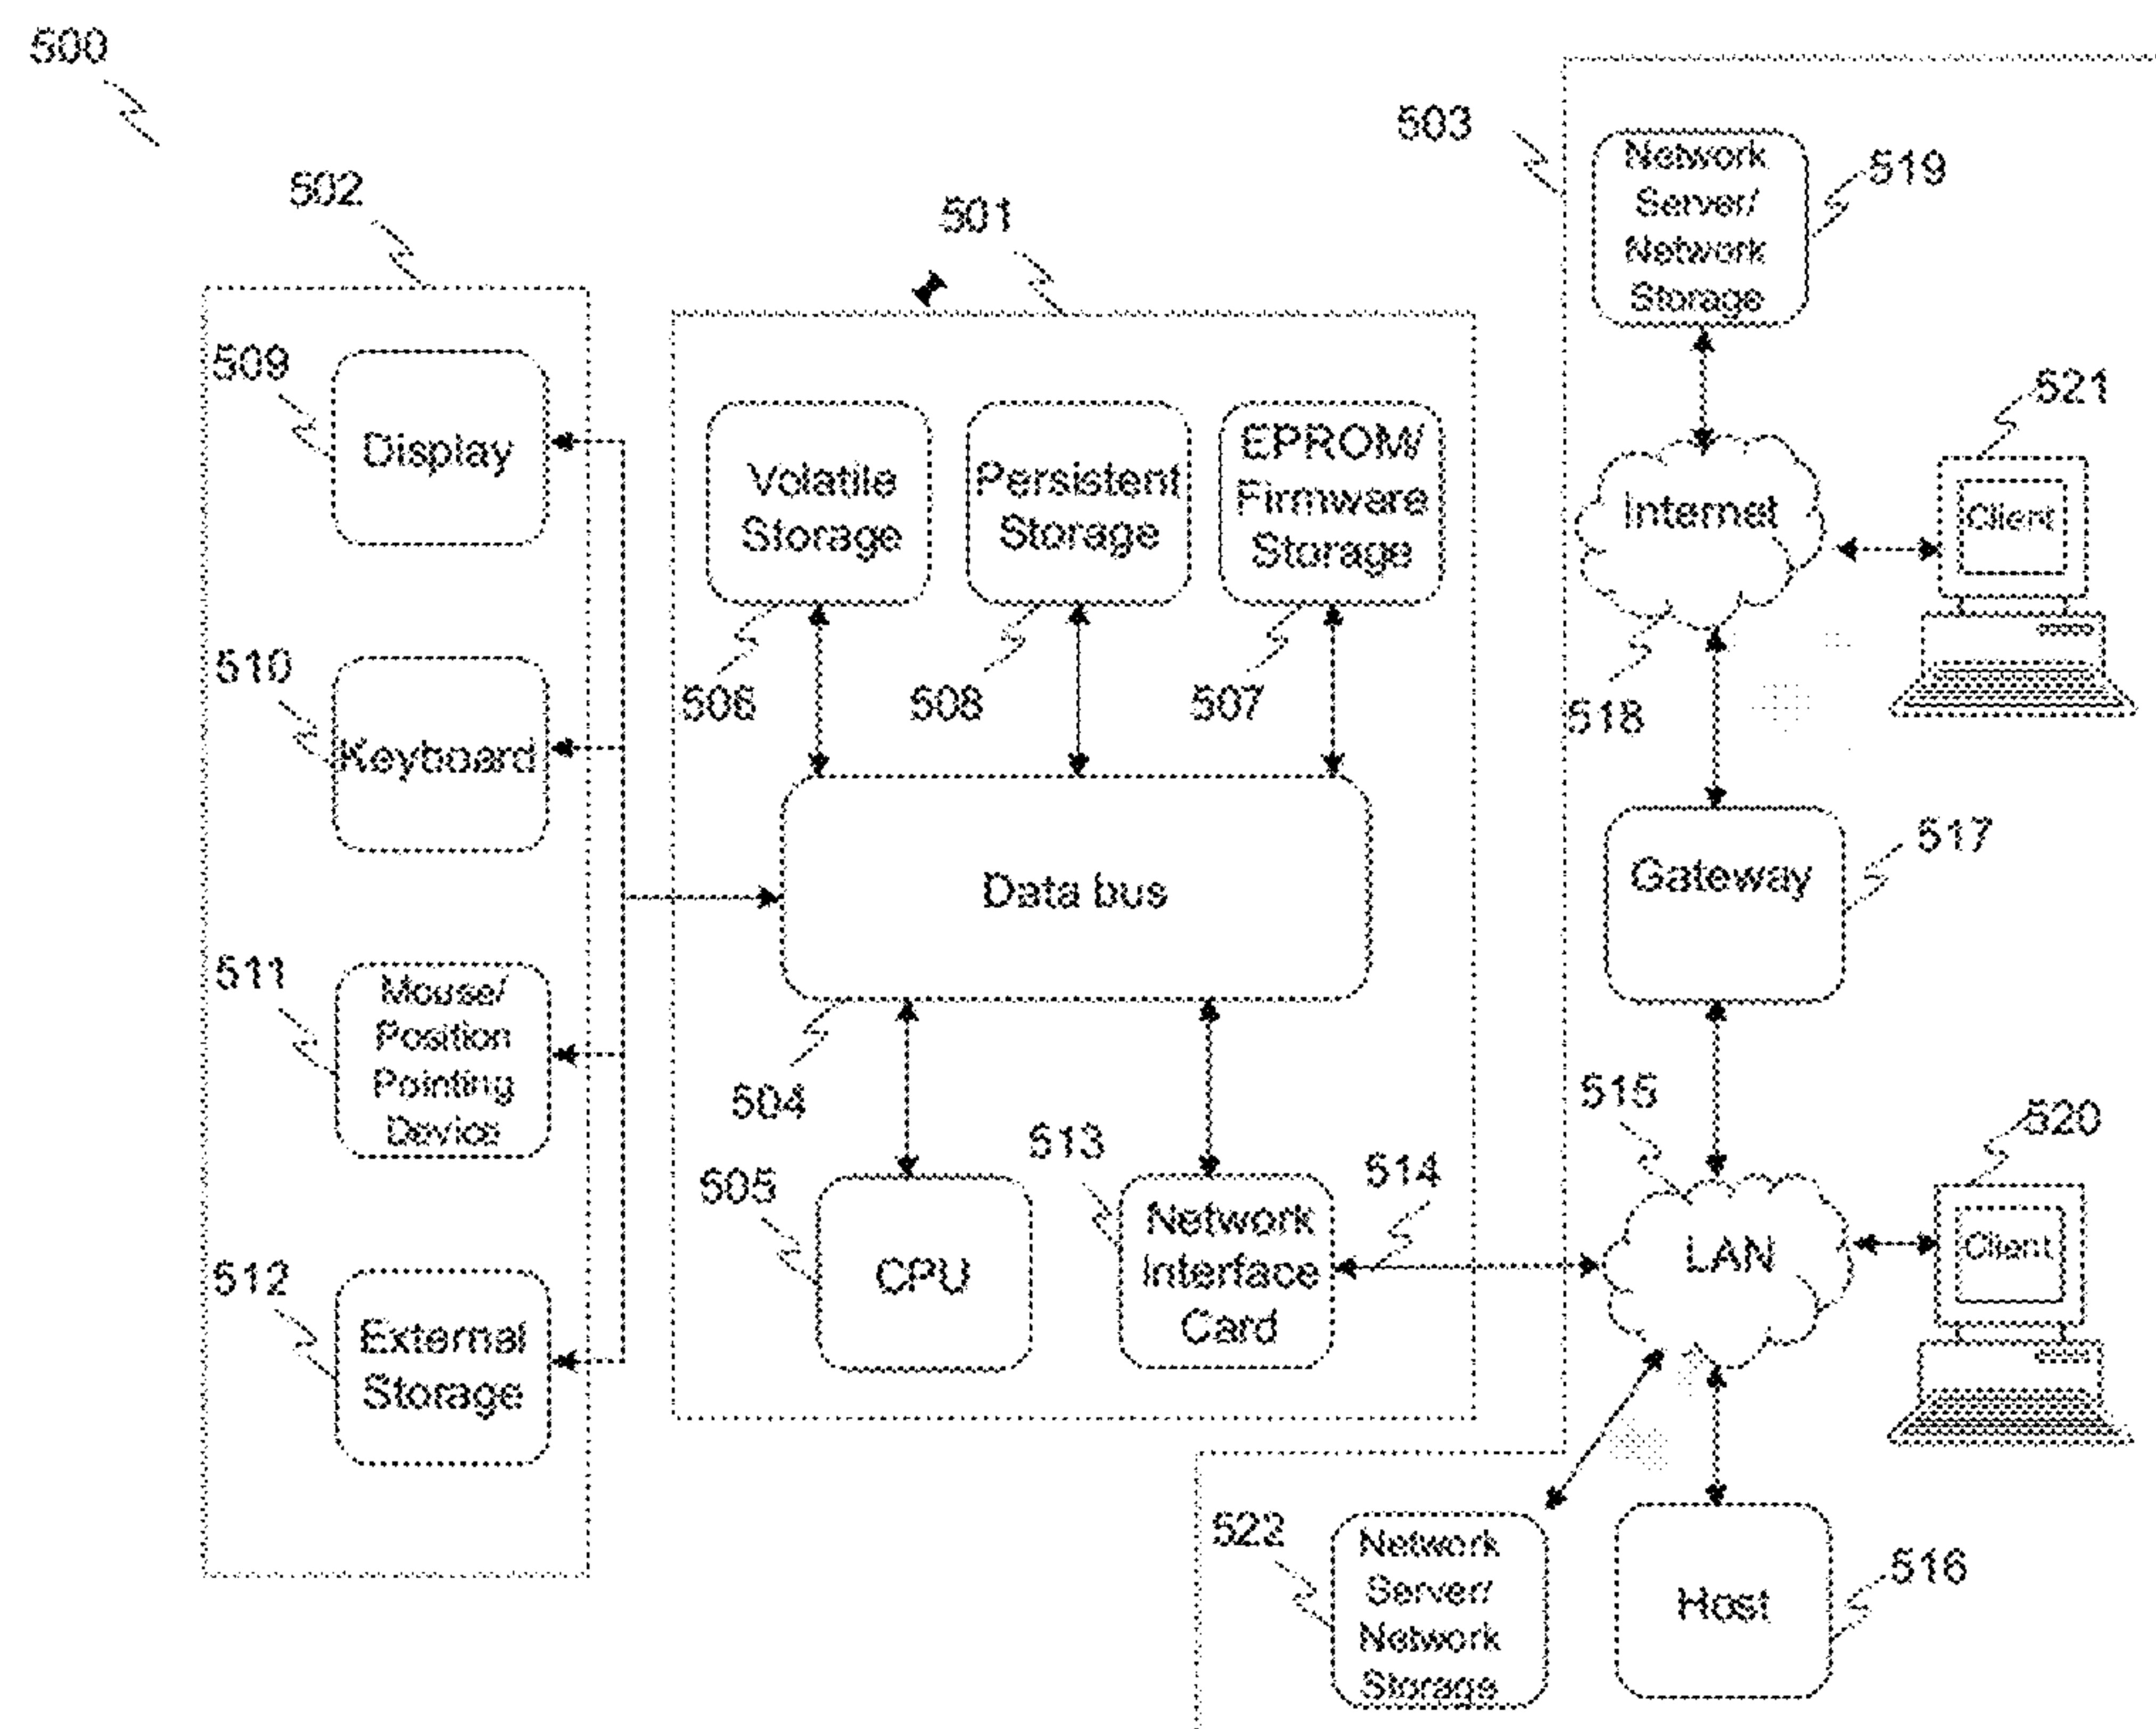 500
502
509
Display
510
Keyboard
511
Mouse/
Position
Pointing
Device
512
External
Storage
501
Volatile
Storage
Persistent
Storage
EPROM/
Firmware
Storage
506
508
507
Data bus
504
505
CPU
513
Network
Interface
Card
514
503
Network
Server/
Network
Storage
519
Internet
518
521
Client
Gateway
517
515
LAN
520
Client
522
Network
Server/
Network
Storage
Host
516